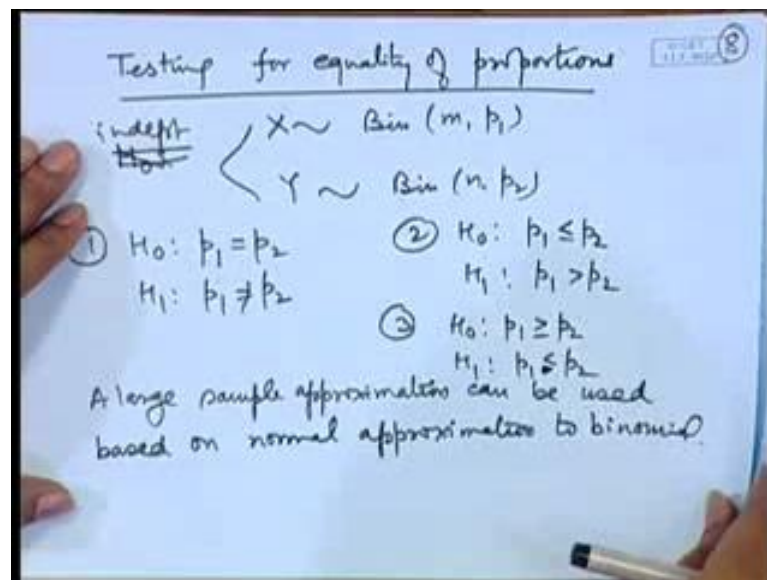 Testing for equality of proportions
8
indept
X ~ Bin (m, p₁)
Y ~ Bin (n, p₂)
① H₀: p₁ = p₂
H₁: p₁ ≠ p₂
② H₀: p₁ ≤ p₂
H₁: p₁ > p₂
③ H₀: p₁ ≥ p₂
H₁: p₁ < p₂
A large sample approximation can be used
based on normal approximation to binomial.